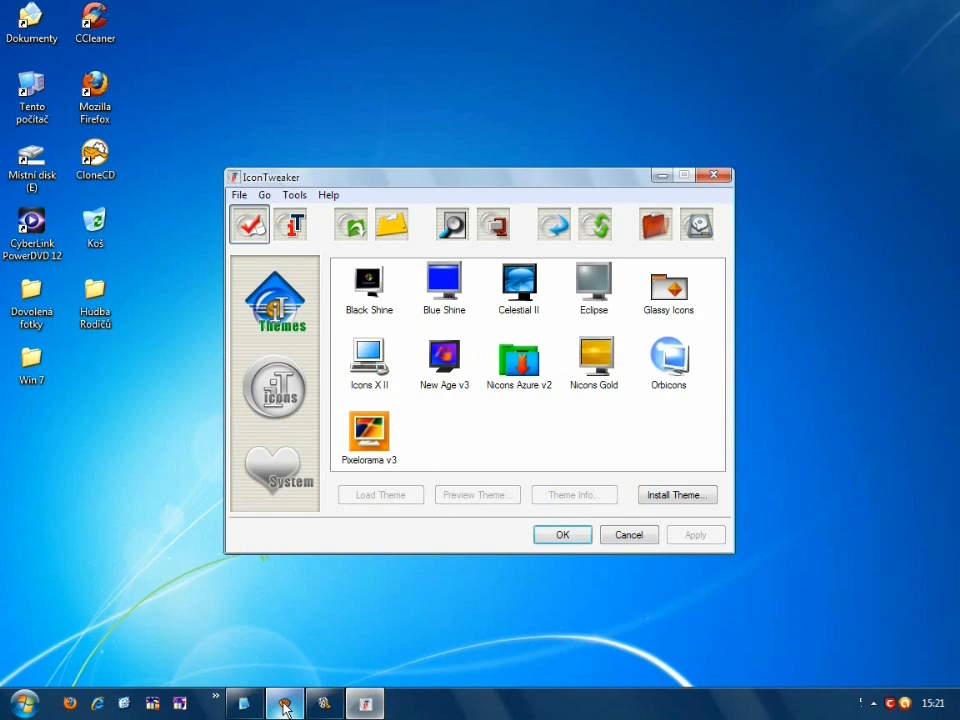 Dokumenty
CCleaner
Tento
počítač
Mozilla
Firefox
Místní disk
(E)
CloneCD
CyberLink
PowerDVD 12
Koš
Dovolená
fotky
Hudba
Rodičů
Win 7
IconTweaker
File Go Tools Help
iT
Themes
iT
icons
System
Black Shine
Blue Shine
Celestial II
Eclipse
Glassy Icons
Icons X II
New Age v3
Nicons Azure v2
Nicons Gold
Orbicons
Pixelorama v3
Load Theme
Preview Theme...
Theme Info...
Install Theme...
OK
Cancel
Apply
15:21